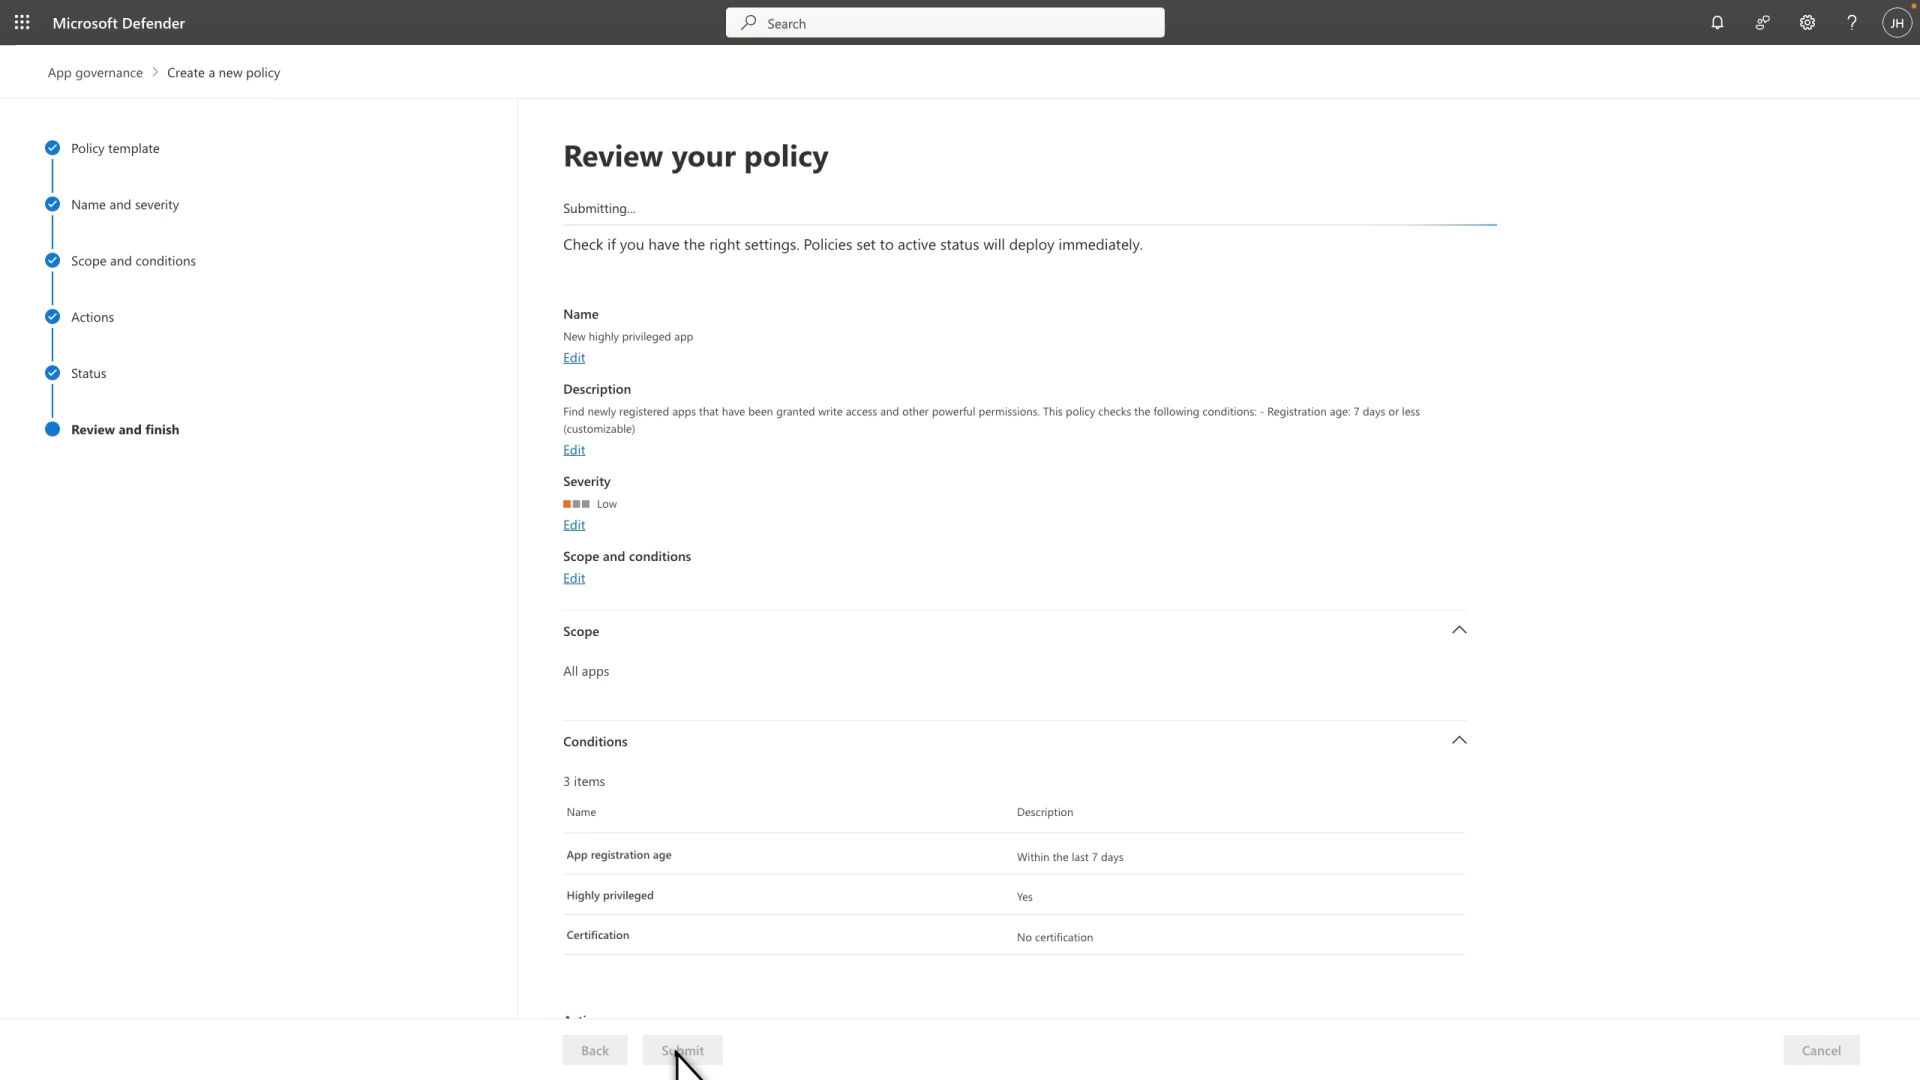 Microsoft Defender
Search
JH
App governance
Create a new policy
Policy template
Name and severity
Scope and conditions
Actions
Status
Review and finish
Review your policy
Submitting...
Check if you have the right settings. Policies set to active status will deploy immediately.
Name
New highly privileged app
Edit
Description
Find newly registered apps that have been granted write access and other powerful permissions. This policy checks the following conditions: - Registration age: 7 days or less
(customizable)
Edit
Severity
Low
Edit
Scope and conditions
Edit
Scope
All apps
Conditions
3 items
Name Description
App registration age Within the last 7 days
Highly privileged Yes
Certification No certification
Back
Submit
Cancel